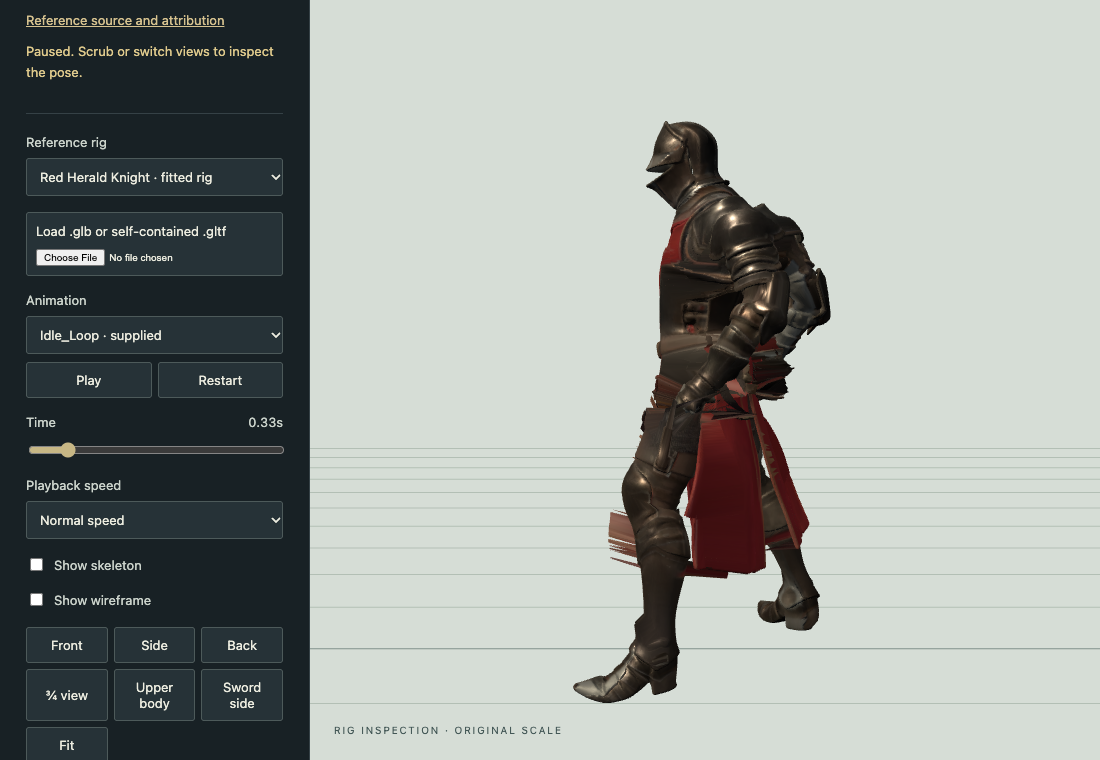 Reference source and attribution
Paused. Scrub or switch views to inspect
the pose.
Reference rig
Red Herald Knight · fitted rig
Load .glb or self-contained .gltf
Choose File No file chosen
Animation
Idle_Loop · supplied
Play Restart
Time 0.33s
Playback speed
Normal speed
Show skeleton
Show wireframe
Front Side Back
¾ view Upper body Sword side
Fit
RIG INSPECTION · ORIGINAL SCALE